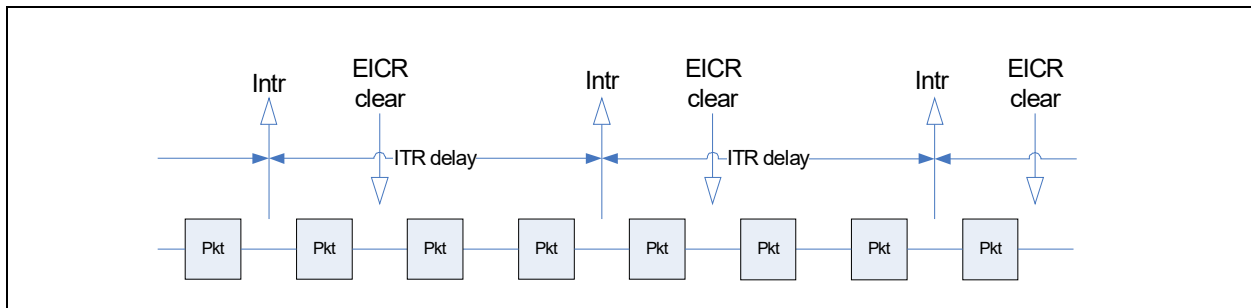 Intr
EICR
clear
Intr
EICR
clear
Intr
EICR
clear
ITR delay
ITR delay
Pkt
Pkt
Pkt
Pkt
Pkt
Pkt
Pkt
Pkt